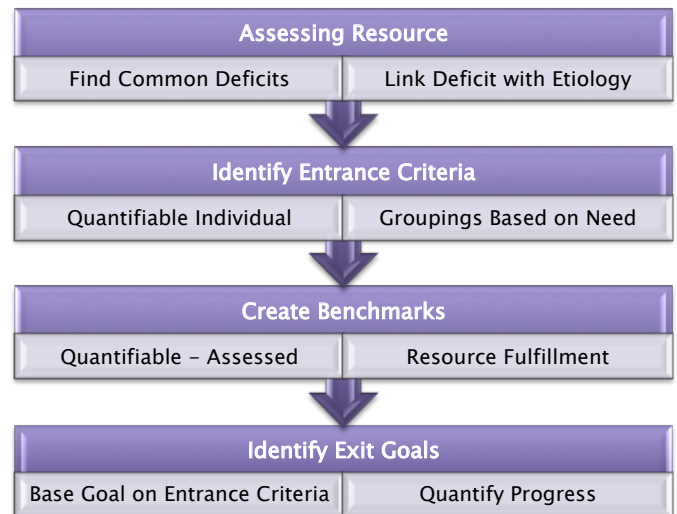 Assessing Resource
Find Common Deficits
Link Deficit with Etiology
Identify Entrance Criteria
Quantifiable Individual
Groupings Based on Need
Create Benchmarks
Quantifiable – Assessed
Resource Fulfillment
Identify Exit Goals
Base Goal on Entrance Criteria
Quantify Progress